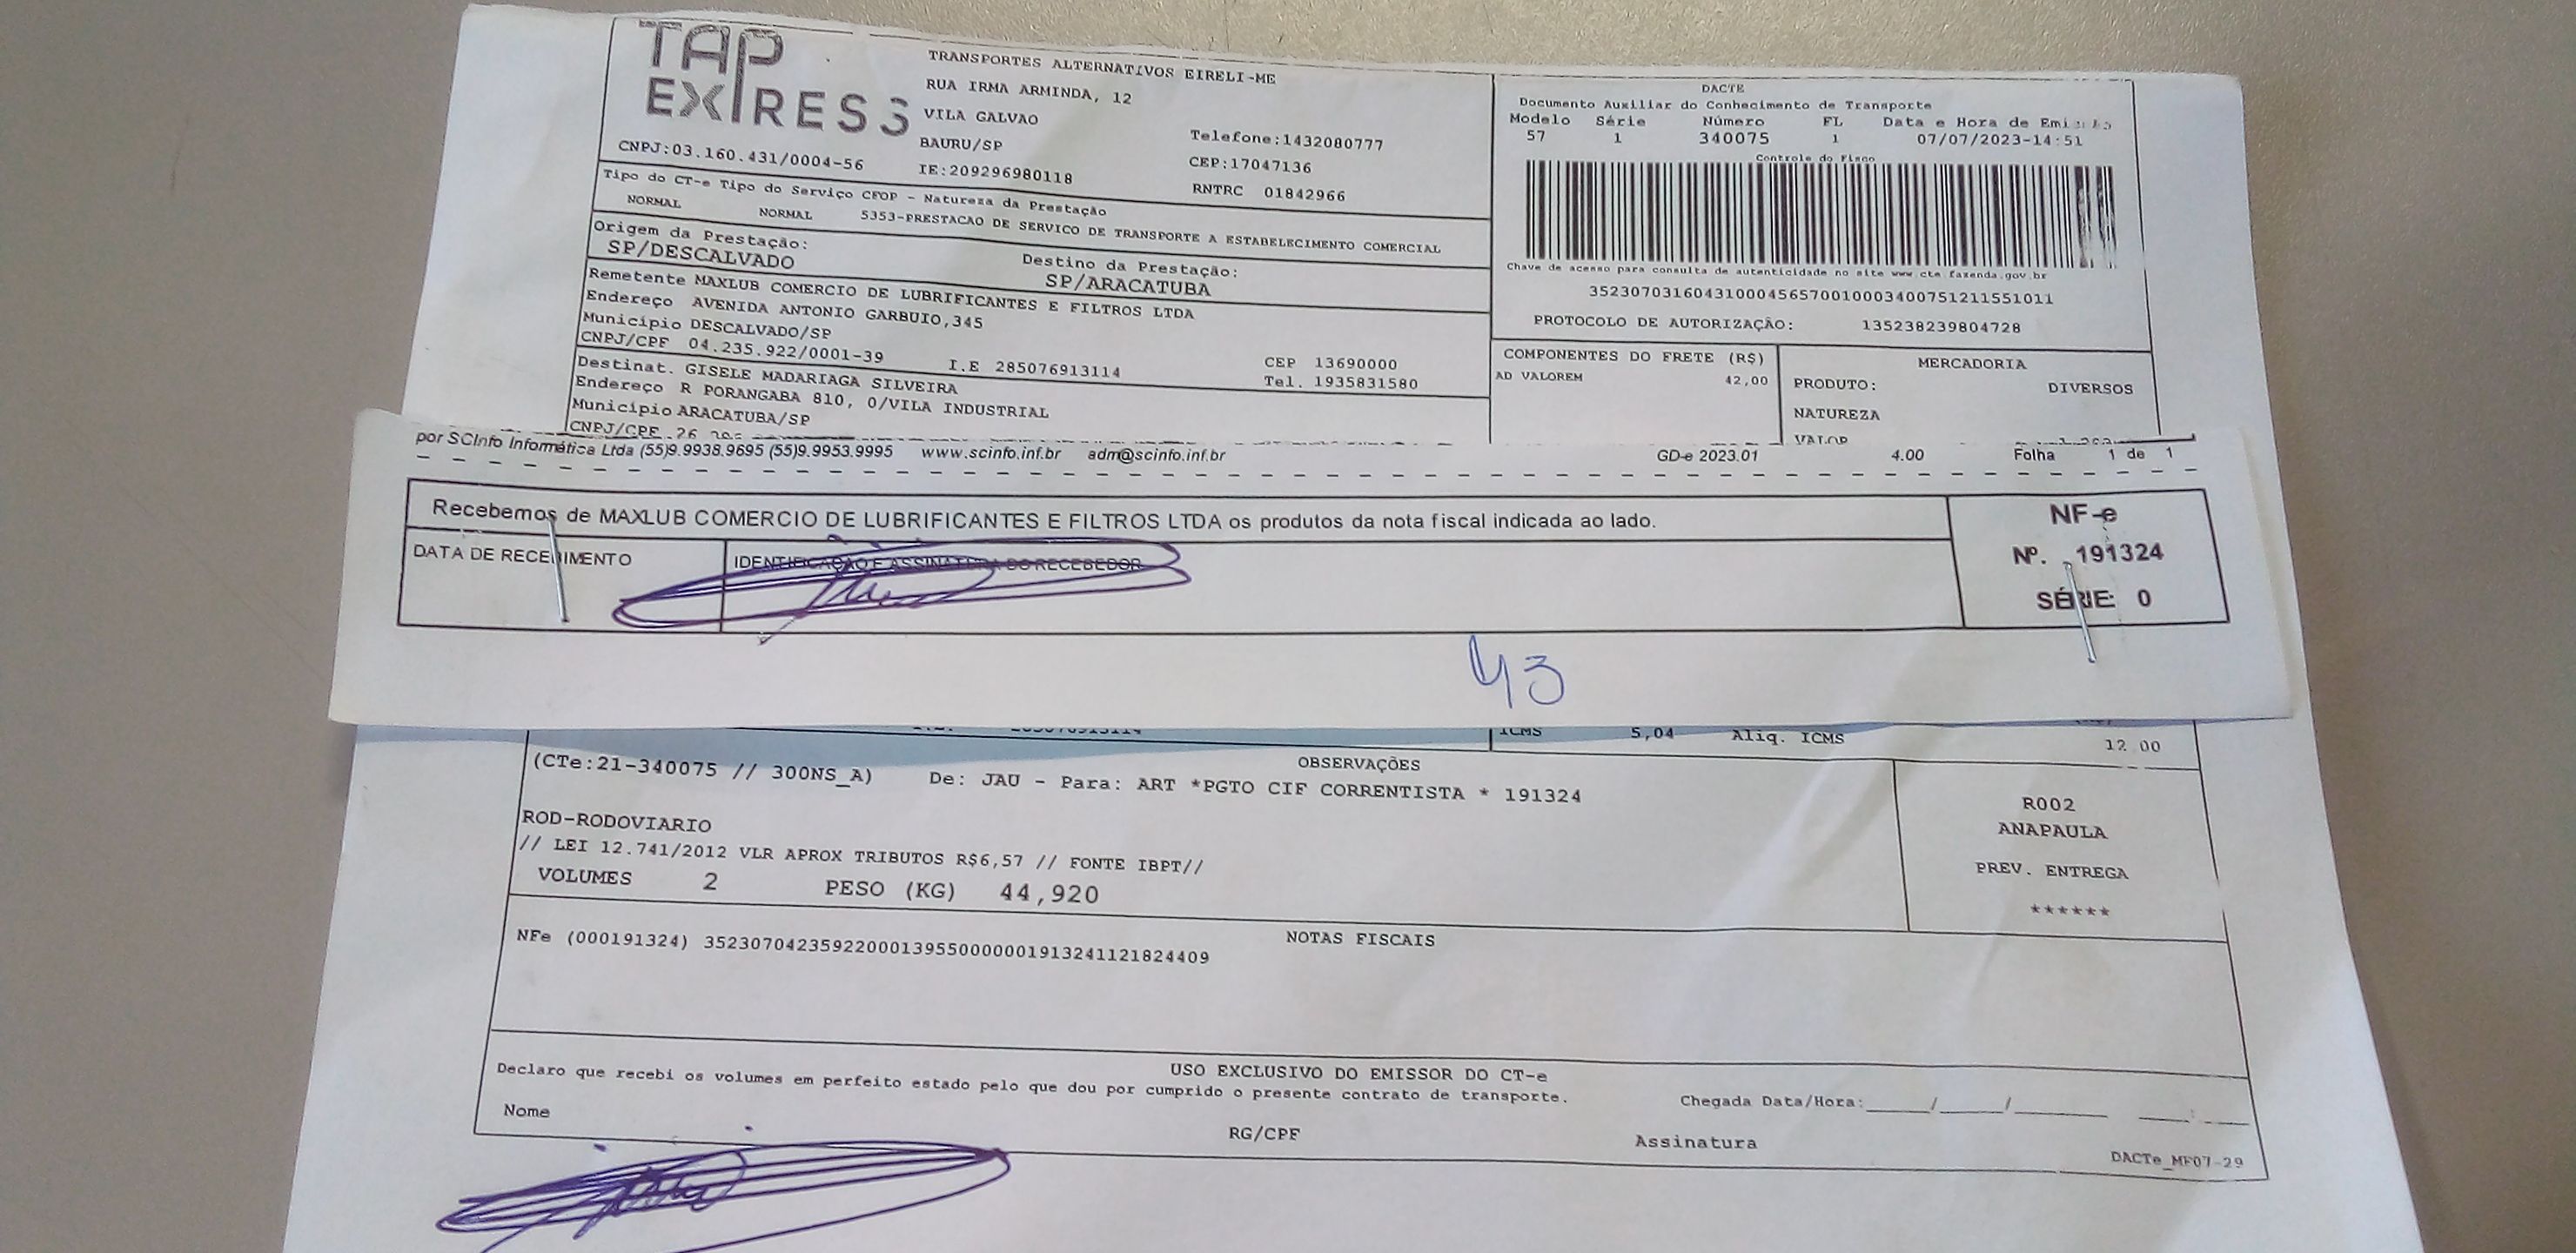 TAP
EXPRESS
TRANSPORTES ALTERNATIVOS EIRELI-ME
RUA IRMA ARMINDA, 12
VILA GALVAO
BAURU/SP
Telefone:1432080777
CNPJ:03.160.431/0004-56
IE:209296980118
CEP:17047136
RNTRC 01842966
Tipo do CT-e Tipo do Serviço CFOP - Natureza da Prestação
NORMAL NORMAL 5353-PRESTACAO DE SERVICO DE TRANSPORTE A ESTABELECIMENTO COMERCIAL
Origem da Prestação:
SP/DESCALVADO
Destino da Prestação:
SP/ARACATUBA
Remetente MAXLUB COMERCIO DE LUBRIFICANTES E FILTROS LTDA
Endereço AVENIDA ANTONIO GARBUIO,345
Município DESCALVADO/SP
CNPJ/CPF 04.235.922/0001-39 I.E 285076913114 CEP 13690000
Tel. 1935831580
Destinat. GISELE MADARIAGA SILVEIRA
Endereço R PORANGABA 810, 0/VILA INDUSTRIAL
Município ARACATUBA/SP
CNPJ/CPF 26
DACTE
Documento Auxiliar do Conhecimento de Transporte
Modelo Série Número FL Data e Hora de Emissão
57 1 340075 1 07/07/2023-14:51
Controle do Fisco
Chave de acesso para consulta de autenticidade no site www.cte.fazenda.gov.br
35230703160431000456570010003400751211551011
PROTOCOLO DE AUTORIZAÇÃO: 135238239804728
COMPONENTES DO FRETE (R$)
AD VALOREM 42,00
MERCADORIA
PRODUTO: DIVERSOS
NATUREZA
VALOR
por SCInfo Informática Ltda (55)9.9938.9695 (55)9.9953.9995 www.scinfo.inf.br adm@scinfo.inf.br GD-e 2023.01 4.00 Folha 1 de 1
Recebemos de MAXLUB COMERCIO DE LUBRIFICANTES E FILTROS LTDA os produtos da nota fiscal indicada ao lado.
DATA DE RECEBIMENTO
IDENTIFICAÇÃO E ASSINATURA DO RECEBEDOR
NF-e
Nº. 191324
SÉRIE: 0
43
ICMS 5,04 Aliq. ICMS 12.00
OBSERVAÇÕES
(CTe:21-340075 // 300NS_A) De: JAU - Para: ART *PGTO CIF CORRENTISTA * 191324
ROD-RODOVIARIO
// LEI 12.741/2012 VLR APROX TRIBUTOS R$6,57 // FONTE IBPT//
VOLUMES 2 PESO (KG) 44,920
R002
ANAPAULA
PREV. ENTREGA
******
NOTAS FISCAIS
NFe (000191324) 35230704235922000139550000001913241121824409
USO EXCLUSIVO DO EMISSOR DO CT-e
Declaro que recebi os volumes em perfeito estado pelo que dou por cumprido o presente contrato de transporte.
Chegada Data/Hora:_____/_____/_______ ____:____
Nome
RG/CPF
Assinatura
DACTe_MF07-29